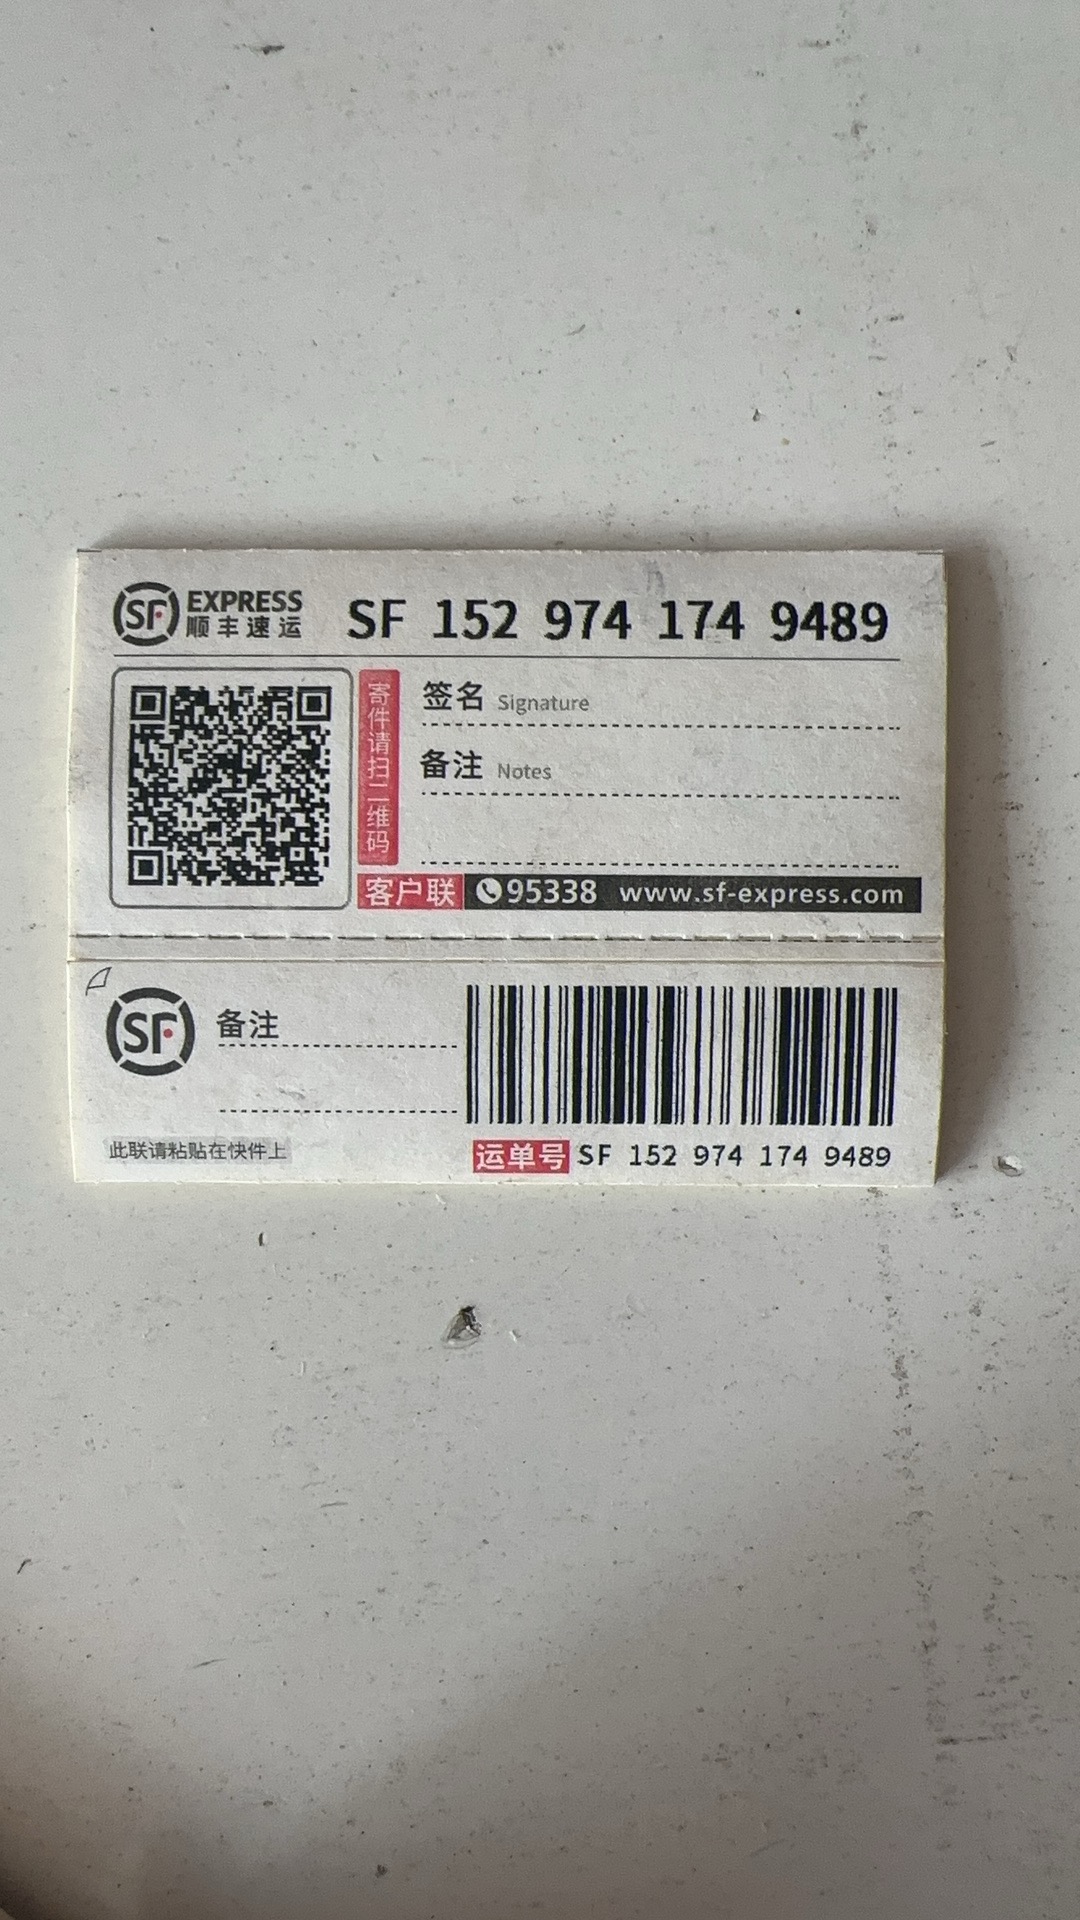 SF EXPRESS
顺丰速运
SF 152 974 174 9489
寄件请扫二维码
签名 Signature
备注 Notes
客户联 95338 www.sf-express.com
SF 备注
此联请粘贴在快件上
运单号 SF 152 974 174 9489